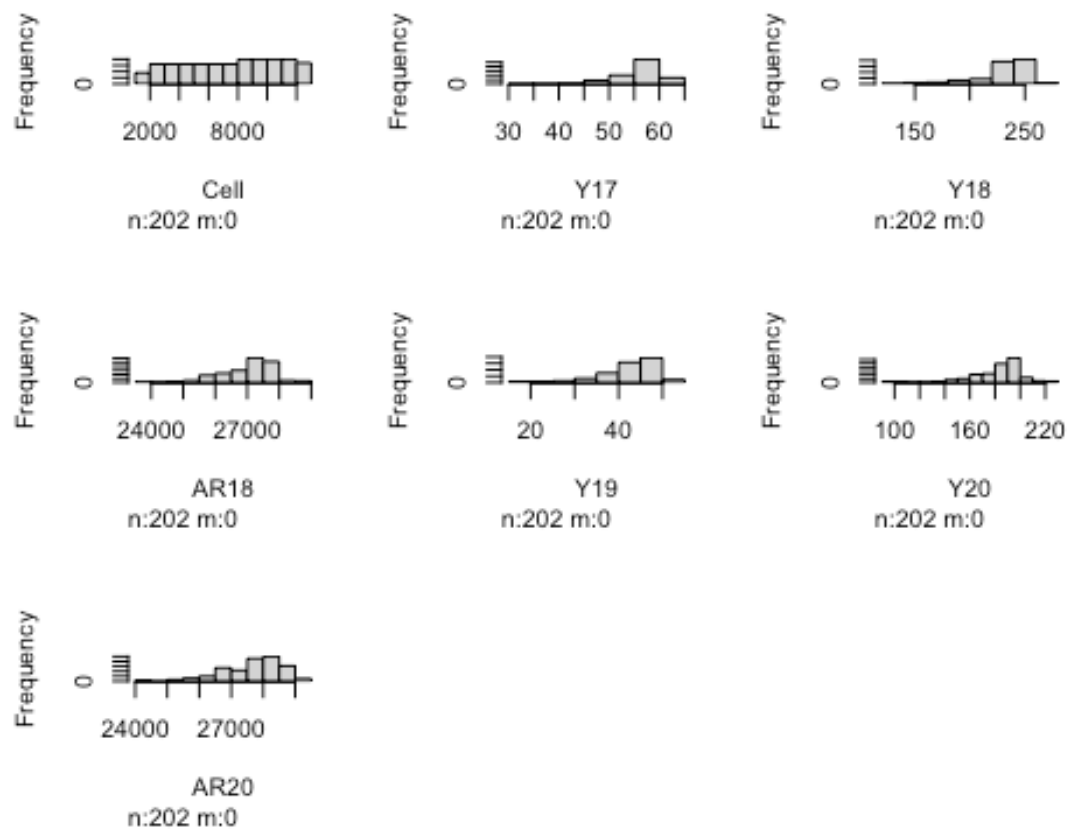 Frequency
0
2000 8000
Cell
n:202 m:0
Frequency
0
30 40 50 60
Y17
n:202 m:0
Frequency
0
150 250
Y18
n:202 m:0
Frequency
0
24000 27000
AR18
n:202 m:0
Frequency
0
20 40
Y19
n:202 m:0
Frequency
0
100 160 220
Y20
n:202 m:0
Frequency
0
24000 27000
AR20
n:202 m:0